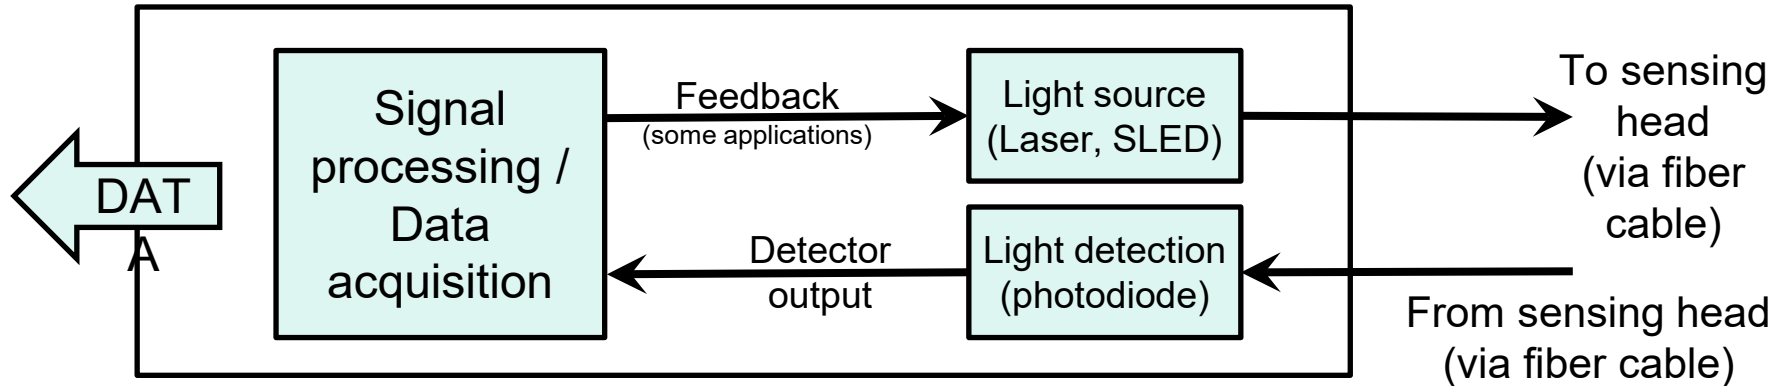 DAT
A
Signal
processing /
Data
acquisition
Feedback
(some applications)
Detector
output
Light source
(Laser, SLED)
Light detection
(photodiode)
To sensing
head
(via fiber
cable)
From sensing head
(via fiber cable)